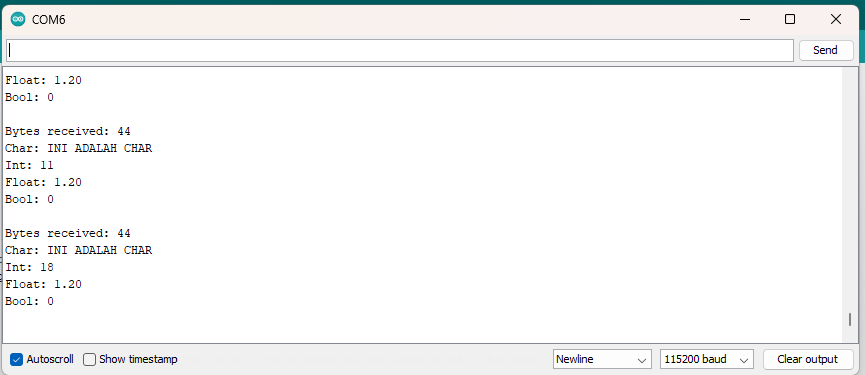 COM6
Send
Float: 1.20
Bool: 0
Bytes received: 44
Char: INI ADALAH CHAR
Int: 11
Float: 1.20
Bool: 0
Bytes received: 44
Char: INI ADALAH CHAR
Int: 18
Float: 1.20
Bool: 0
Autoscroll Show timestamp Newline 115200 baud Clear output